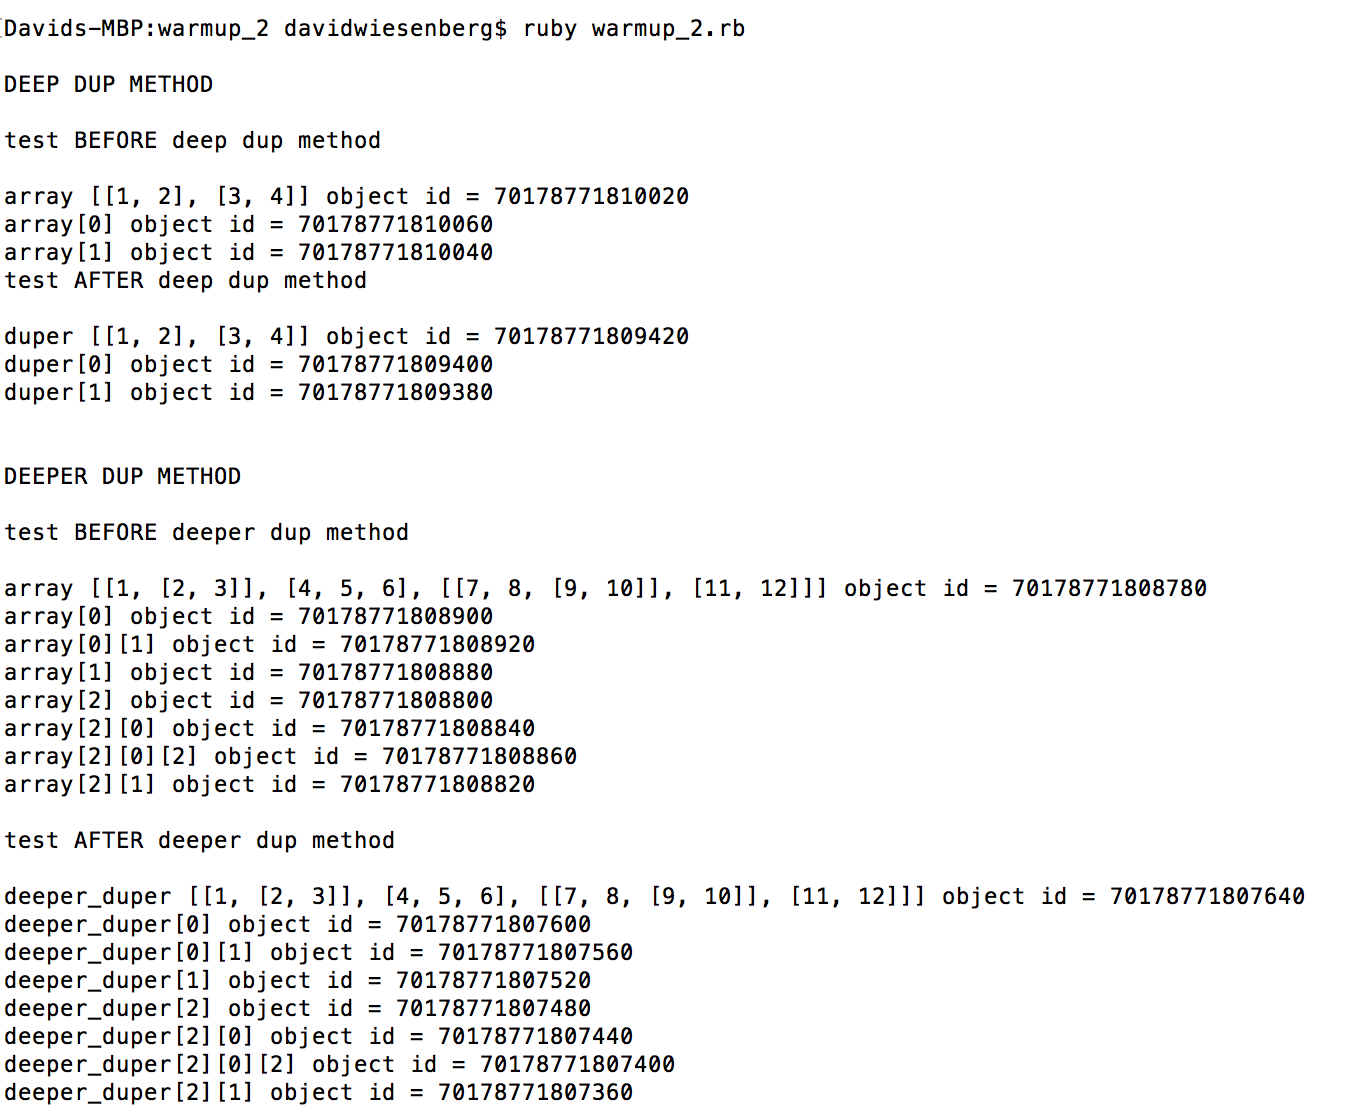 Davids-MBP:warmup_2 davidwiesenberg$ ruby warmup_2.rb
DEEP DUP METHOD
test BEFORE deep dup method
array [[1, 2], [3, 4]] object id = 70178771810020
array[0] object id = 70178771810060
array[1] object id = 70178771810040
test AFTER deep dup method
duper [[1, 2], [3, 4]] object id = 70178771809420
duper[0] object id = 70178771809400
duper[1] object id = 70178771809380
DEEPER DUP METHOD
test BEFORE deeper dup method
array [[1, [2, 3]], [4, 5, 6], [[7, 8, [9, 10]], [11, 12]]] object id = 70178771808780
array[0] object id = 70178771808900
array[0][1] object id = 70178771808920
array[1] object id = 70178771808880
array[2] object id = 70178771808800
array[2][0] object id = 70178771808840
array[2][0][2] object id = 70178771808860
array[2][1] object id = 70178771808820
test AFTER deeper dup method
deeper_duper [[1, [2, 3]], [4, 5, 6], [[7, 8, [9, 10]], [11, 12]]] object id = 70178771807640
deeper_duper[0] object id = 70178771807600
deeper_duper[0][1] object id = 70178771807560
deeper_duper[1] object id = 70178771807520
deeper_duper[2] object id = 70178771807480
deeper_duper[2][0] object id = 70178771807440
deeper_duper[2][0][2] object id = 70178771807400
deeper_duper[2][1] object id = 70178771807360